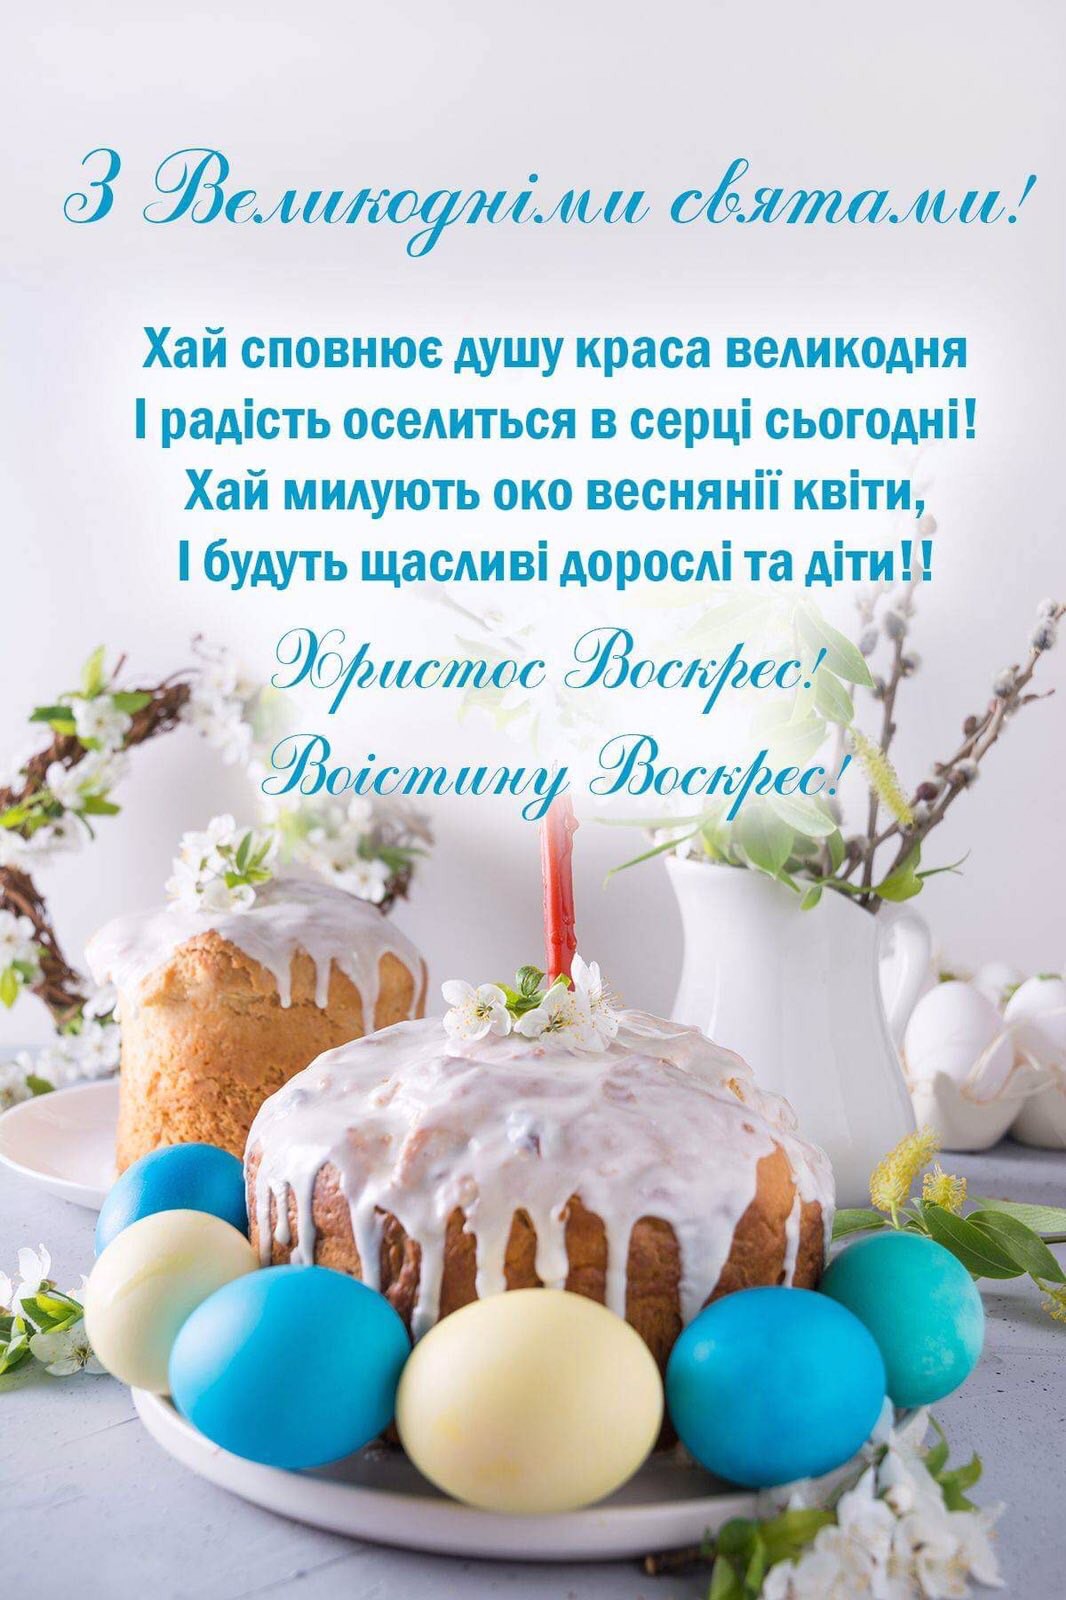 З Великодніми святами!
Хай сповнює душу краса великодня
І радість оселиться в серці сьогодні!
Хай милують око веснянії квіти,
І будуть щасливі дорослі та діти!!
Христос Воскрес!
Воістину Воскрес!